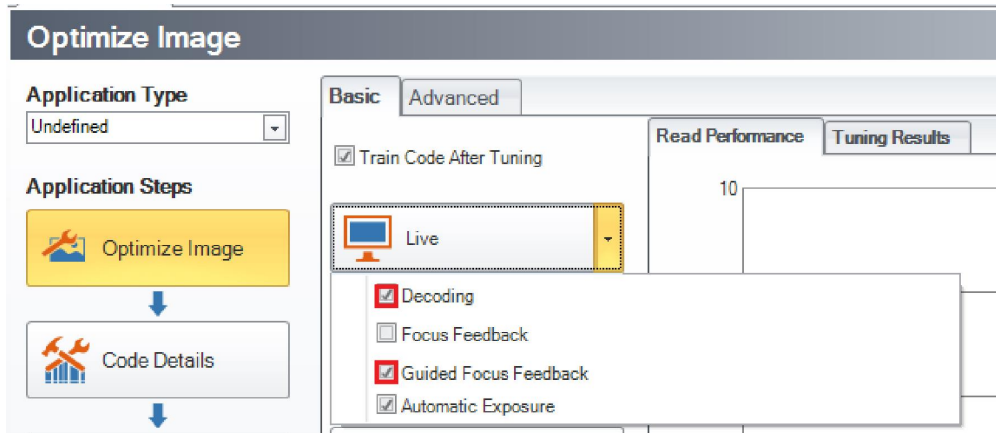 Optimize Image
Application Type
Undefined
Application Steps
Optimize Image
Code Details
Basic
Advanced
Train Code After Tuning
Live
Decoding
Focus Feedback
Guided Focus Feedback
Automatic Exposure
Read Performance
Tuning Results
10